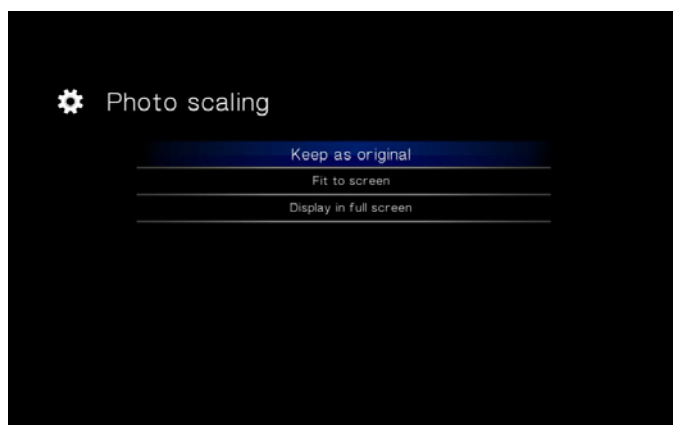 Photo scaling
Keep as original
Fit to screen
Display in full screen